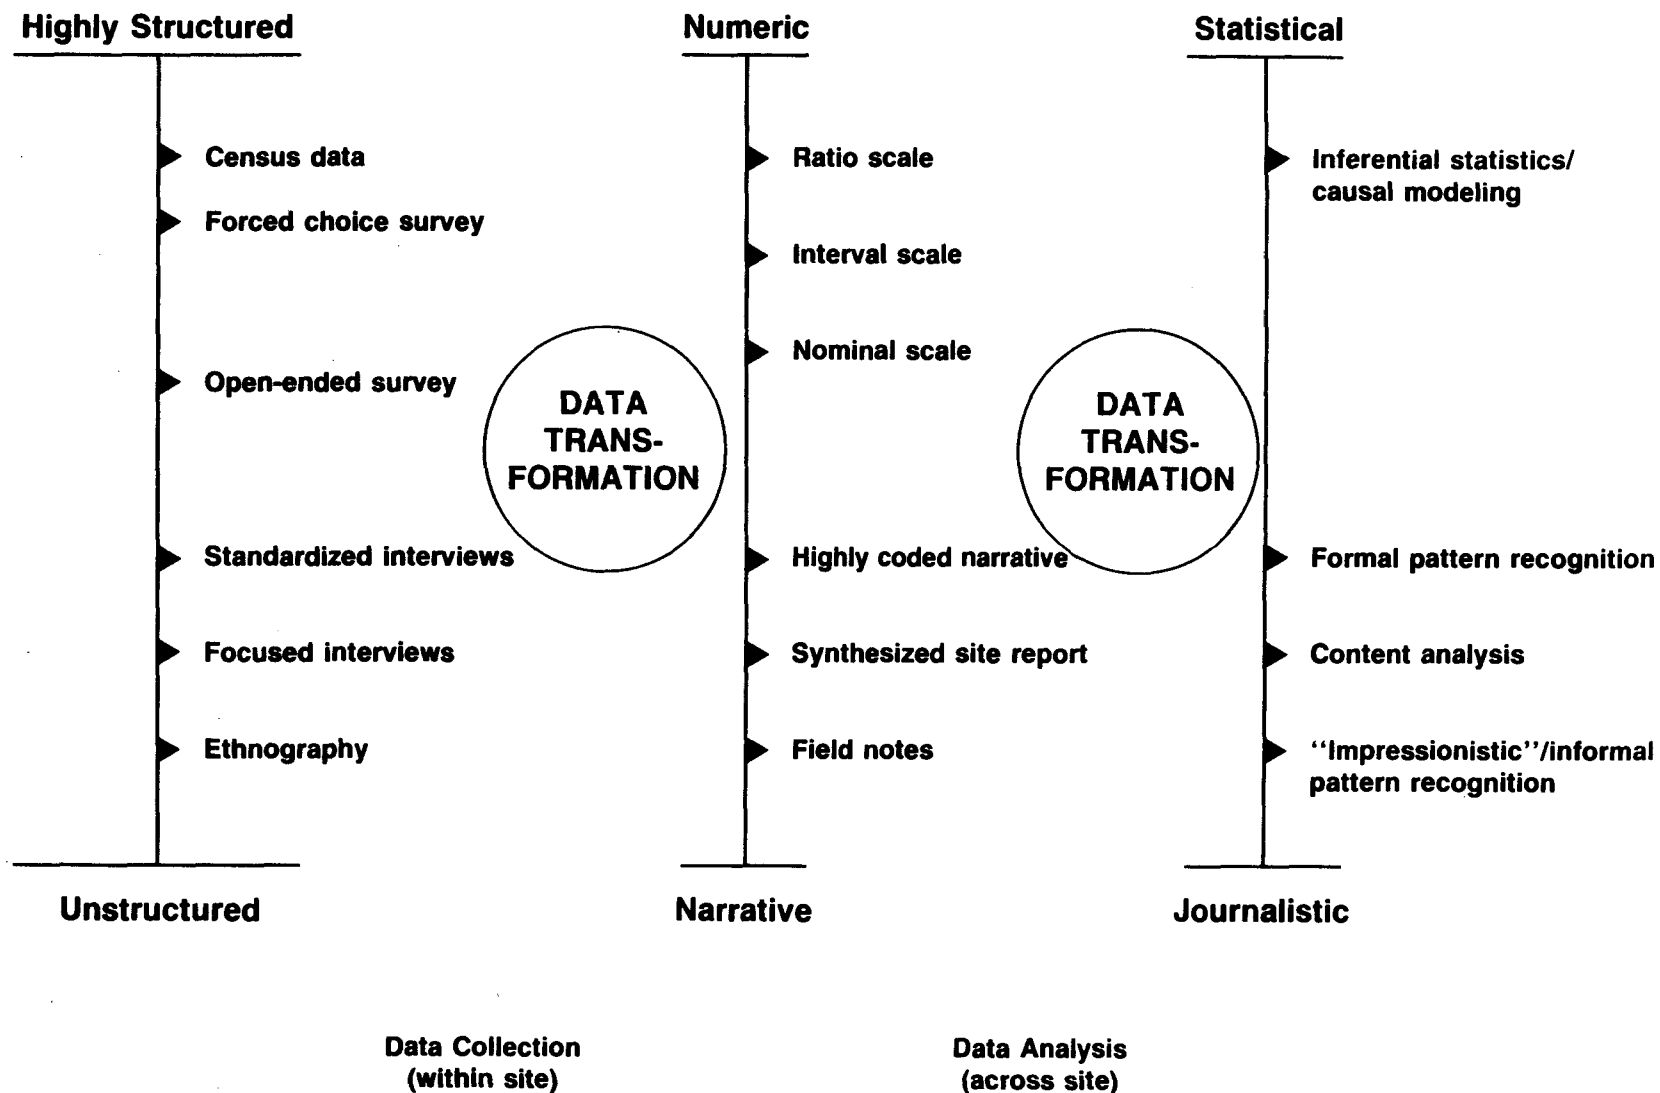 Highly Structured
Census data
Forced choice survey
Open-ended survey
Standardized interviews
Focused interviews
Ethnography
Unstructured
DATA
TRANS-
FORMATION
Numeric
Ratio scale
Interval scale
Nominal scale
Highly coded narrative
Synthesized site report
Field notes
Narrative
DATA
TRANS-
FORMATION
Statistical
Inferential statistics/
causal modeling
Formal pattern recognition
Content analysis
‘‘Impressionistic’’/informal
pattern recognition
Journalistic
Data Collection
(within site)
Data Analysis
(across site)